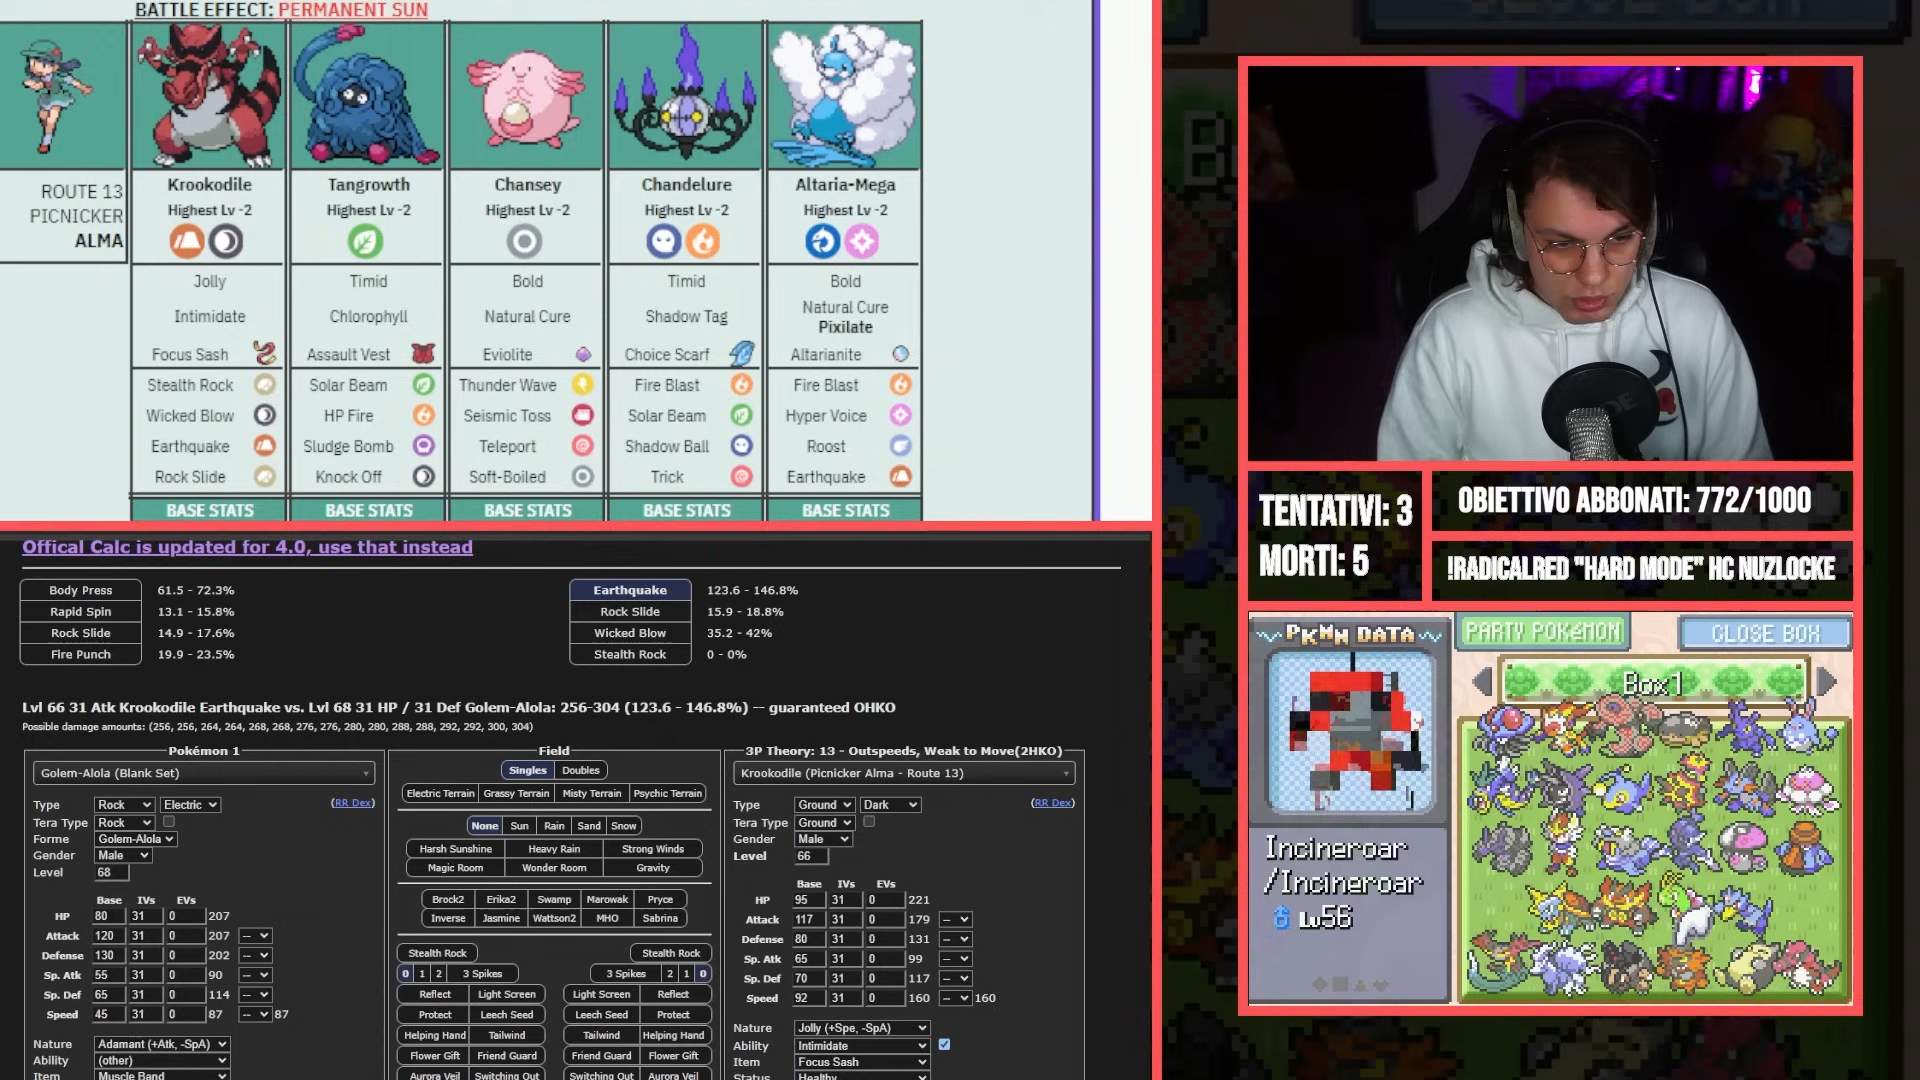 BATTLE EFFECT: PERMANENT SUN
ROUTE 13
PICNICKER
ALMA
Krookodile
Highest Lv -2
Jolly
Intimidate
Focus Sash
Stealth Rock
Wicked Blow
Earthquake
Rock Slide
BASE STATS
Tangrowth
Highest Lv -2
Timid
Chlorophyll
Assault Vest
Solar Beam
HP Fire
Sludge Bomb
Knock Off
BASE STATS
Chansey
Highest Lv -2
Bold
Natural Cure
Eviolite
Thunder Wave
Seismic Toss
Teleport
Soft-Boiled
BASE STATS
Chandelure
Highest Lv -2
Timid
Shadow Tag
Choice Scarf
Fire Blast
Solar Beam
Shadow Ball
Trick
BASE STATS
Altaria-Mega
Highest Lv -2
Bold
Natural Cure
Pixilate
Altarianite
Fire Blast
Hyper Voice
Roost
Earthquake
BASE STATS
Offical Calc is updated for 4.0, use that instead
Body Press 61.5 - 72.3%
Rapid Spin 13.1 - 15.8%
Rock Slide 14.9 - 17.6%
Fire Punch 19.9 - 23.5%
Earthquake 123.6 - 146.8%
Rock Slide 15.9 - 18.8%
Wicked Blow 35.2 - 42%
Stealth Rock 0 - 0%
Lvl 66 31 Atk Krookodile Earthquake vs. Lvl 68 31 HP / 31 Def Golem-Alola: 256-304 (123.6 - 146.8%) -- guaranteed OHKO
Possible damage amounts: (256, 256, 264, 264, 268, 268, 276, 276, 280, 280, 288, 288, 292, 292, 300, 304)
Pokémon 1
Golem-Alola (Blank Set)
Type Rock Electric (RR Dex)
Tera Type Rock
Forme Golem-Alola
Gender Male
Level 68
Base IVs EVs
HP 80 31 0 207
Attack 120 31 0 207 --
Defense 130 31 0 202 --
Sp. Atk 55 31 0 90 --
Sp. Def 65 31 0 114 --
Speed 45 31 0 87 -- 87
Nature Adamant (+Atk, -SpA)
Ability (other)
Item Muscle Band
Field
Singles Doubles
Electric Terrain Grassy Terrain Misty Terrain Psychic Terrain
None Sun Rain Sand Snow
Harsh Sunshine Heavy Rain Strong Winds
Magic Room Wonder Room Gravity
Brock2 Erika2 Swamp Marowak Pryce
Inverse Jasmine Wattson2 MHO Sabrina
Stealth Rock Stealth Rock
0 1 2 3 Spikes 3 Spikes 2 1 0
Reflect Light Screen Light Screen Reflect
Protect Leech Seed Leech Seed Protect
Helping Hand Tailwind Tailwind Helping Hand
Flower Gift Friend Guard Friend Guard Flower Gift
Aurora Veil Switching Out Switching Out Aurora Veil
3P Theory: 13 - Outspeeds, Weak to Move(2HKO)
Krookodile (Picnicker Alma - Route 13)
Type Ground Dark (RR Dex)
Tera Type Ground
Gender Male
Level 66
Base IVs EVs
HP 95 31 0 221
Attack 117 31 0 179 --
Defense 80 31 0 131 --
Sp. Atk 65 31 0 99 --
Sp. Def 70 31 0 117 --
Speed 92 31 0 160 -- 160
Nature Jolly (+Spe, -SpA)
Ability Intimidate
Item Focus Sash
Status Healthy
TENTATIVI: 3
MORTI: 5
OBIETTIVO ABBONATI: 772/1000
!RADICALRED "HARD MODE" HC NUZLOCKE
PKMN DATA
PARTY POKéMON
CLOSE BOX
Box1
Incineroar
/Incineroar
♂ Lv56